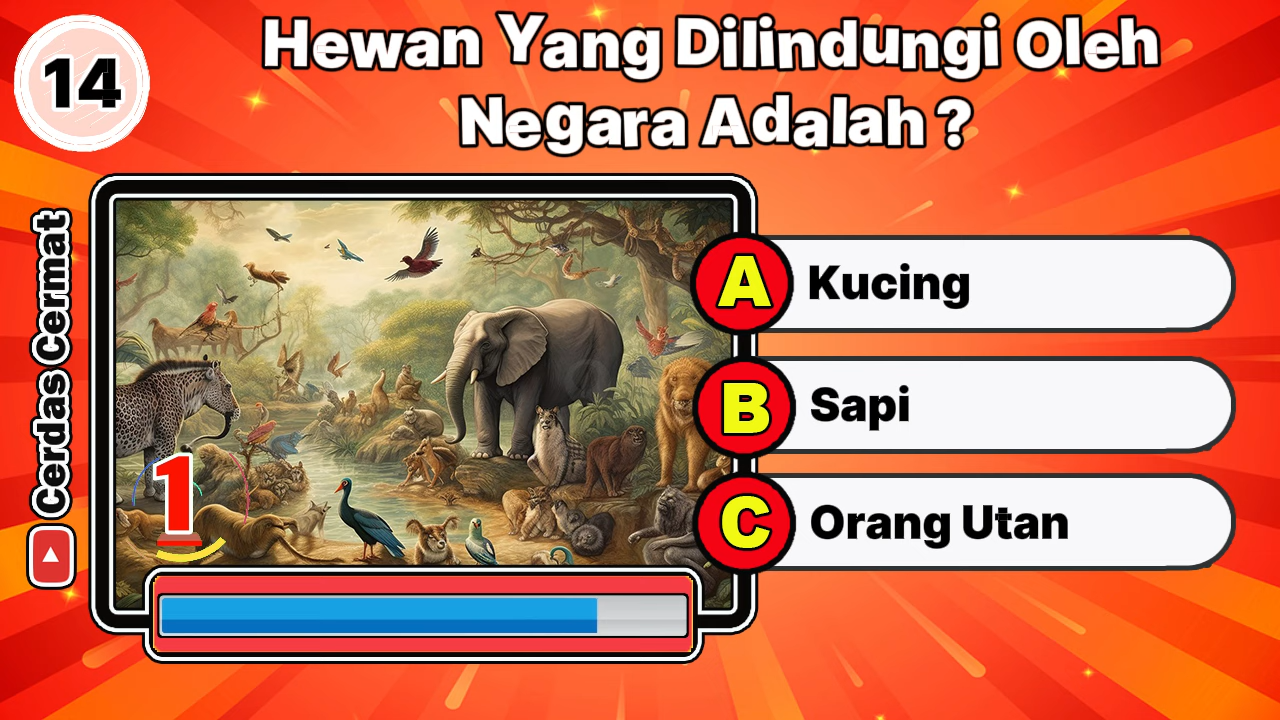 14
Hewan Yang Dilindungi Oleh
Negara Adalah ?
Cerdas Cermat
1
A Kucing
B Sapi
C Orang Utan